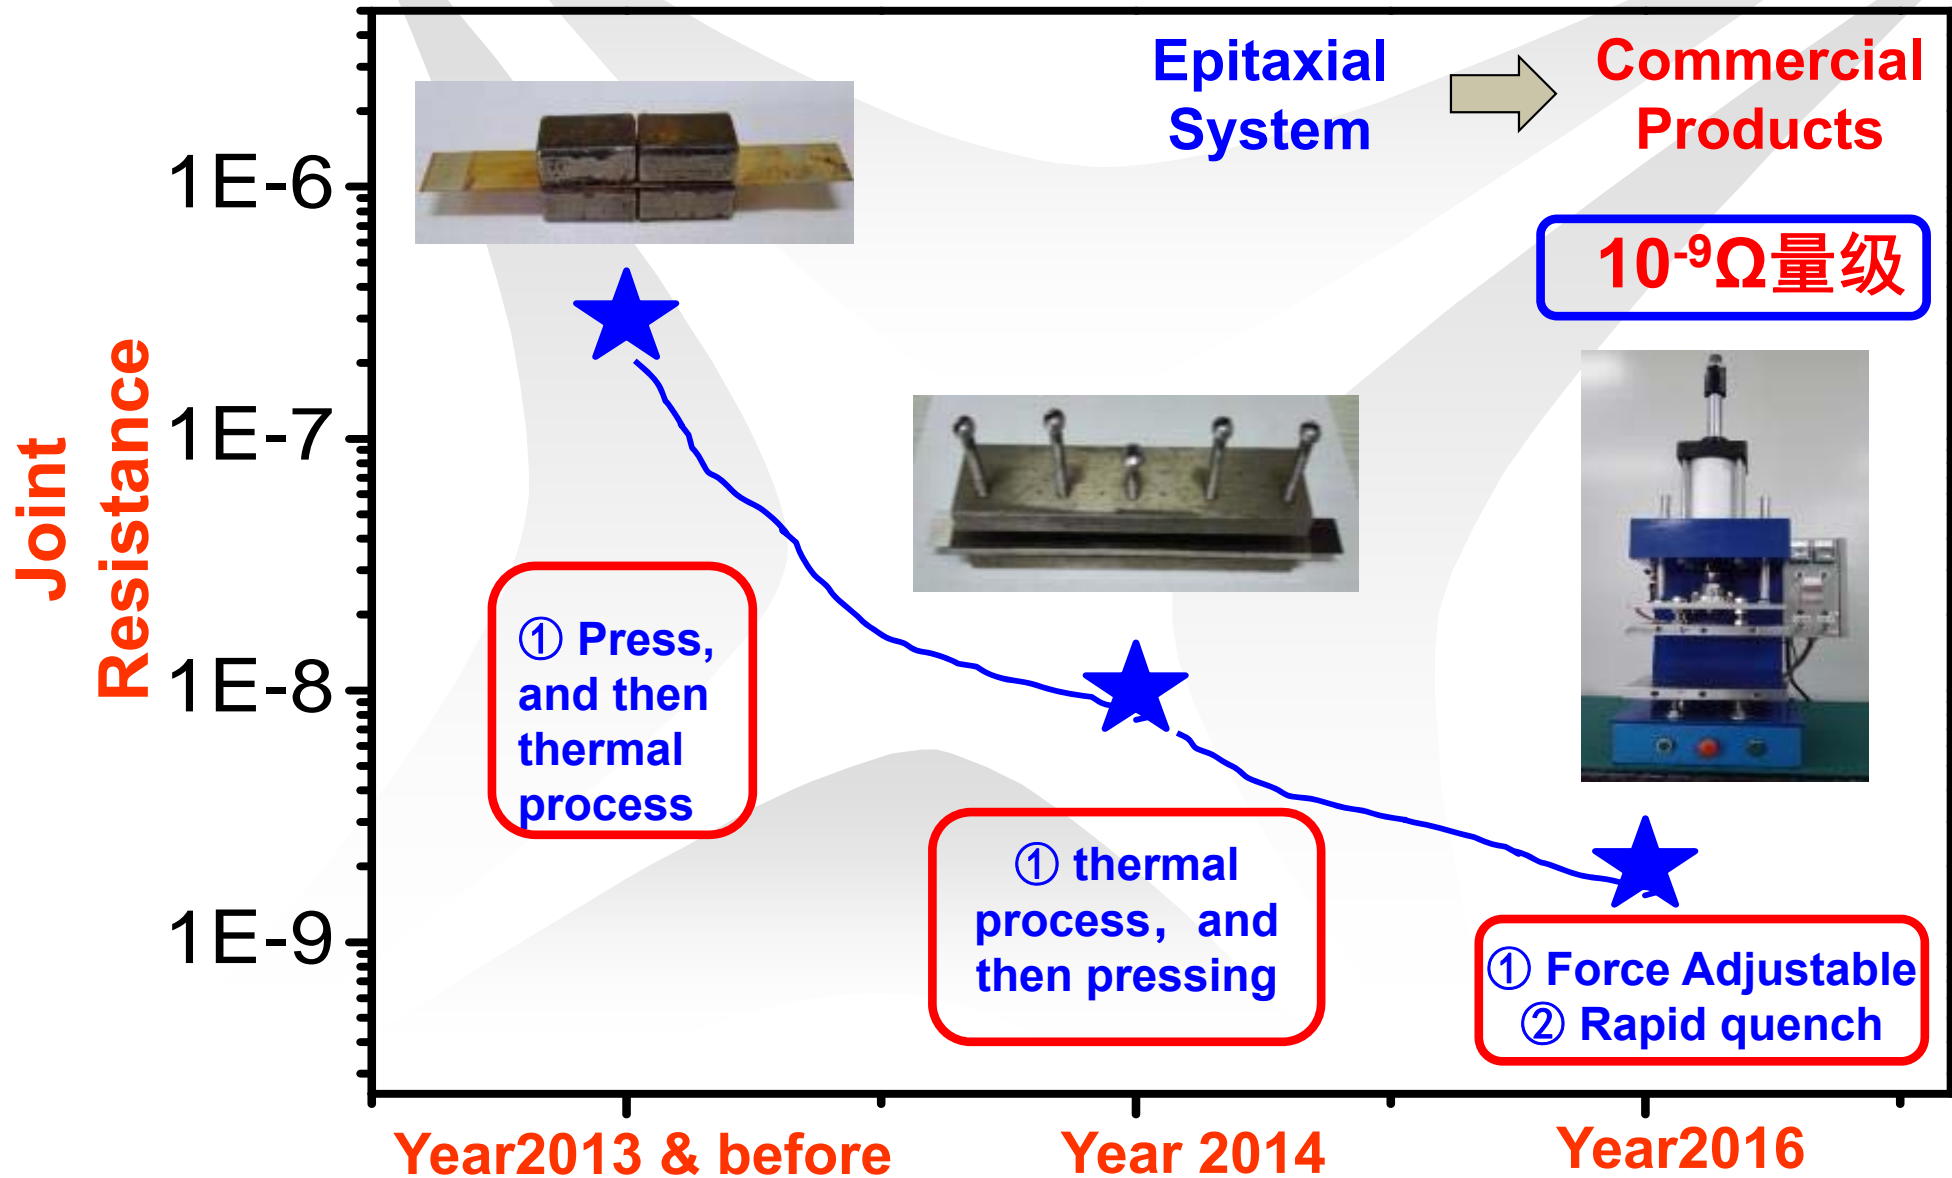 Epitaxial
System
Commercial
Products
10⁻⁹Ω量级
Joint
Resistance
1E-6
1E-7
1E-8
1E-9
① Press,
and then
thermal
process
① thermal
process，and
then pressing
① Force Adjustable
② Rapid quench
Year2013 & before
Year 2014
Year2016